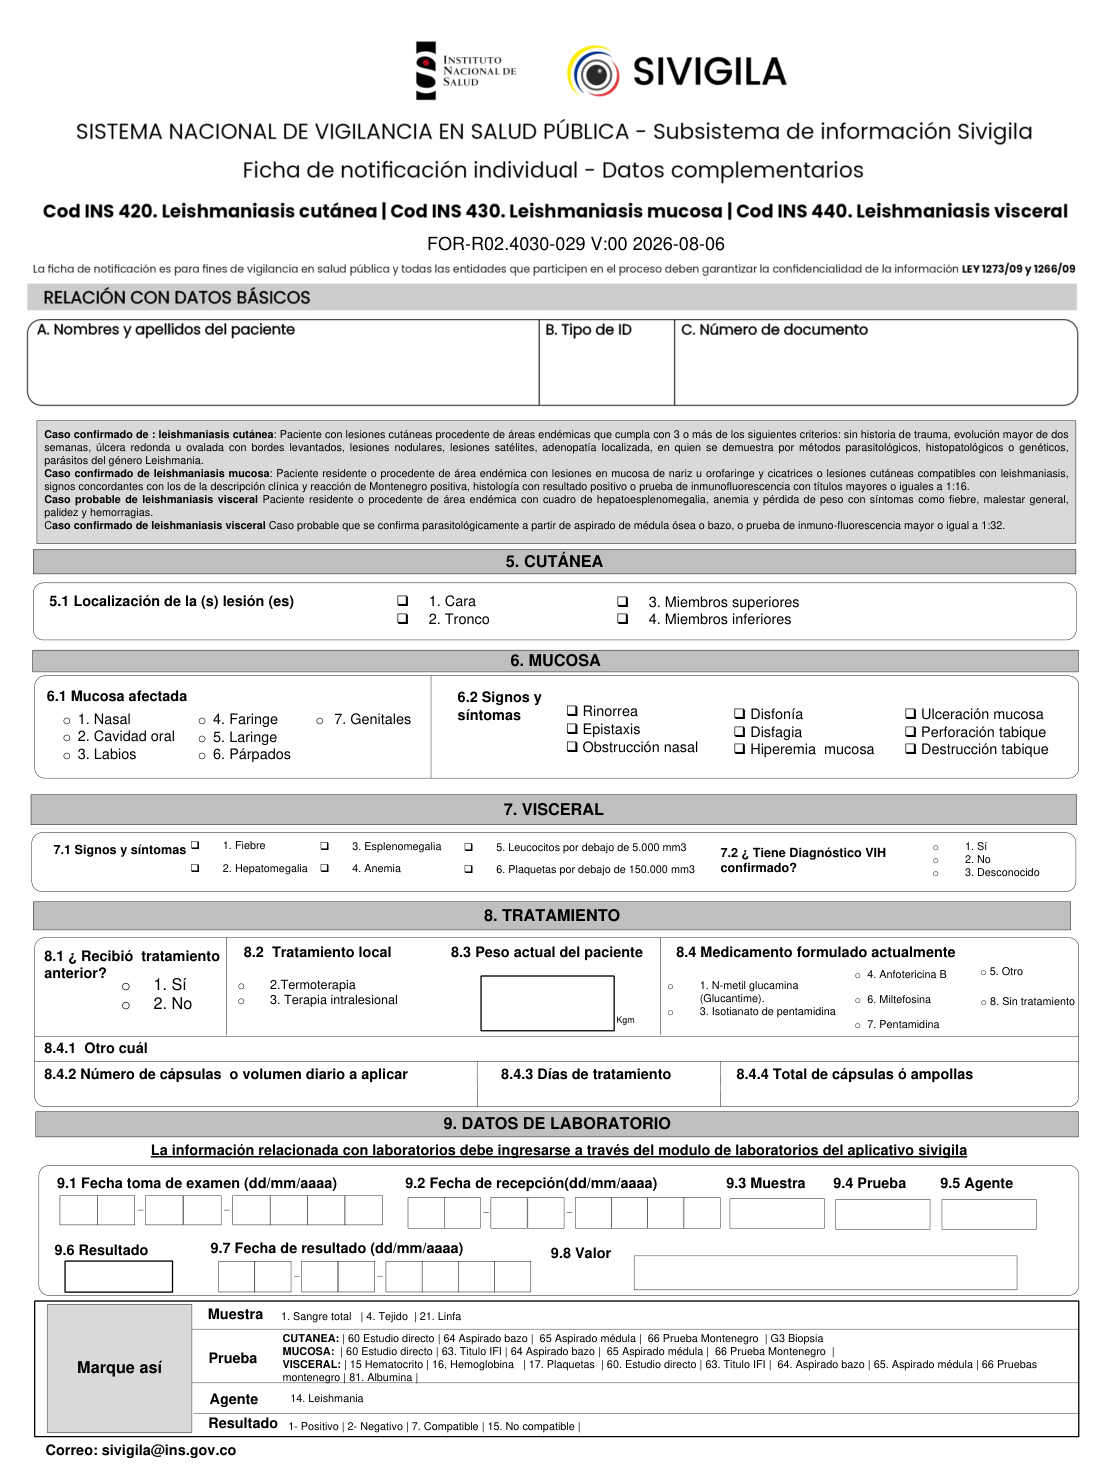 INSTITUTO
NACIONAL DE
SALUD
SIVIGILA
SISTEMA NACIONAL DE VIGILANCIA EN SALUD PÚBLICA - Subsistema de información Sivigila
Ficha de notificación individual - Datos complementarios
Cod INS 420. Leishmaniasis cutánea | Cod INS 430. Leishmaniasis mucosa | Cod INS 440. Leishmaniasis visceral
FOR-R02.4030-029 V:00 2026-08-06
La ficha de notificación es para fines de vigilancia en salud pública y todas las entidades que participen en el proceso deben garantizar la confidencialidad de la información LEY 1273/09 y 1266/09
RELACIÓN CON DATOS BÁSICOS
A. Nombres y apellidos del paciente
B. Tipo de ID
C. Número de documento
Caso confirmado de : leishmaniasis cutánea: Paciente con lesiones cutáneas procedente de áreas endémicas que cumpla con 3 o más de los siguientes criterios: sin historia de trauma, evolución mayor de dos
semanas, úlcera redonda u ovalada con bordes levantados, lesiones nodulares, lesiones satélites, adenopatía localizada, en quien se demuestra por métodos parasitológicos, histopatológicos o genéticos,
parásitos del género Leishmania.
Caso confirmado de leishmaniasis mucosa: Paciente residente o procedente de área endémica con lesiones en mucosa de nariz u orofaringe y cicatrices o lesiones cutáneas compatibles con leishmaniasis,
signos concordantes con los de la descripción clínica y reacción de Montenegro positiva, histología con resultado positivo o prueba de inmunofluorescencia con títulos mayores o iguales a 1:16.
Caso probable de leishmaniasis visceral Paciente residente o procedente de área endémica con cuadro de hepatoesplenomegalia, anemia y pérdida de peso con síntomas como fiebre, malestar general,
palidez y hemorragias.
Caso confirmado de leishmaniasis visceral Caso probable que se confirma parasitológicamente a partir de aspirado de médula ósea o bazo, o prueba de inmuno-fluorescencia mayor o igual a 1:32.
5. CUTÁNEA
5.1 Localización de la (s) lesión (es)
1. Cara
2. Tronco
3. Miembros superiores
4. Miembros inferiores
6. MUCOSA
6.1 Mucosa afectada
1. Nasal
2. Cavidad oral
3. Labios
4. Faringe
5. Laringe
6. Párpados
7. Genitales
6.2 Signos y
síntomas
Rinorrea
Epistaxis
Obstrucción nasal
Disfonía
Disfagia
Hiperemia mucosa
Ulceración mucosa
Perforación tabique
Destrucción tabique
7. VISCERAL
7.1 Signos y síntomas
1. Fiebre
2. Hepatomegalia
3. Esplenomegalia
4. Anemia
5. Leucocitos por debajo de 5.000 mm3
6. Plaquetas por debajo de 150.000 mm3
7.2 ¿ Tiene Diagnóstico VIH
confirmado?
1. Sí
2. No
3. Desconocido
8. TRATAMIENTO
8.1 ¿ Recibió tratamiento
anterior?
1. Sí
2. No
8.2 Tratamiento local
2.Termoterapia
3. Terapia intralesional
8.3 Peso actual del paciente
Kgm
8.4 Medicamento formulado actualmente
1. N-metil glucamina
(Glucantime).
3. Isotianato de pentamidina
4. Anfotericina B
6. Miltefosina
7. Pentamidina
5. Otro
8. Sin tratamiento
8.4.1 Otro cuál
8.4.2 Número de cápsulas o volumen diario a aplicar
8.4.3 Días de tratamiento
8.4.4 Total de cápsulas ó ampollas
9. DATOS DE LABORATORIO
La información relacionada con laboratorios debe ingresarse a través del modulo de laboratorios del aplicativo sivigila
9.1 Fecha toma de examen (dd/mm/aaaa)
9.2 Fecha de recepción(dd/mm/aaaa)
9.3 Muestra
9.4 Prueba
9.5 Agente
9.6 Resultado
9.7 Fecha de resultado (dd/mm/aaaa)
9.8 Valor
Marque así
Muestra 1. Sangre total | 4. Tejido | 21. Linfa
Prueba
CUTANEA: | 60 Estudio directo | 64 Aspirado bazo | 65 Aspirado médula | 66 Prueba Montenegro | G3 Biopsia
MUCOSA: | 60 Estudio directo | 63. Titulo IFI | 64 Aspirado bazo | 65 Aspirado médula | 66 Prueba Montenegro |
VISCERAL: | 15 Hematocrito | 16, Hemoglobina | 17. Plaquetas | 60. Estudio directo | 63. Titulo IFI | 64. Aspirado bazo | 65. Aspirado médula | 66 Pruebas
montenegro | 81. Albumina |
Agente 14. Leishmania
Resultado 1- Positivo | 2- Negativo | 7. Compatible | 15. No compatible |
Correo: sivigila@ins.gov.co